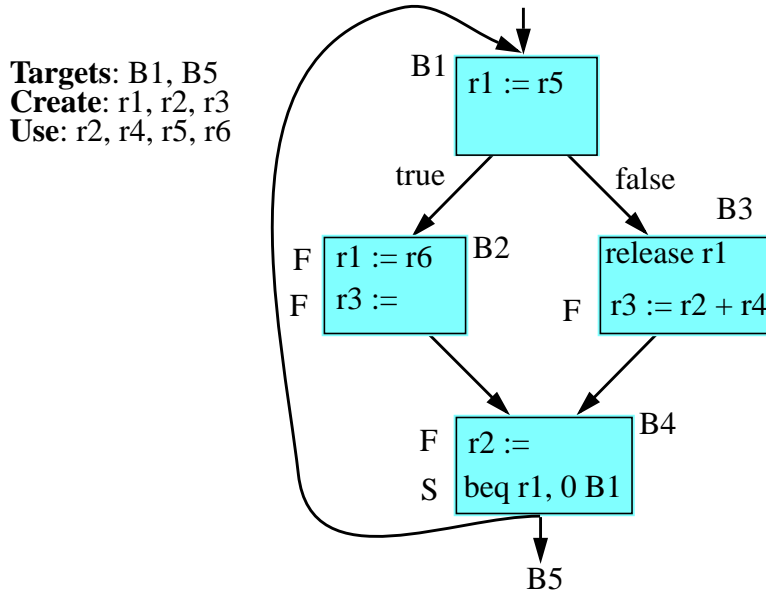 Targets: B1, B5
Create: r1, r2, r3
Use: r2, r4, r5, r6
B1
r1 := r5
true
false
B3
B2
F
r1 := r6
F
r3 :=
release r1
F
r3 := r2 + r4
B4
F
r2 :=
S
beq r1, 0 B1
B5